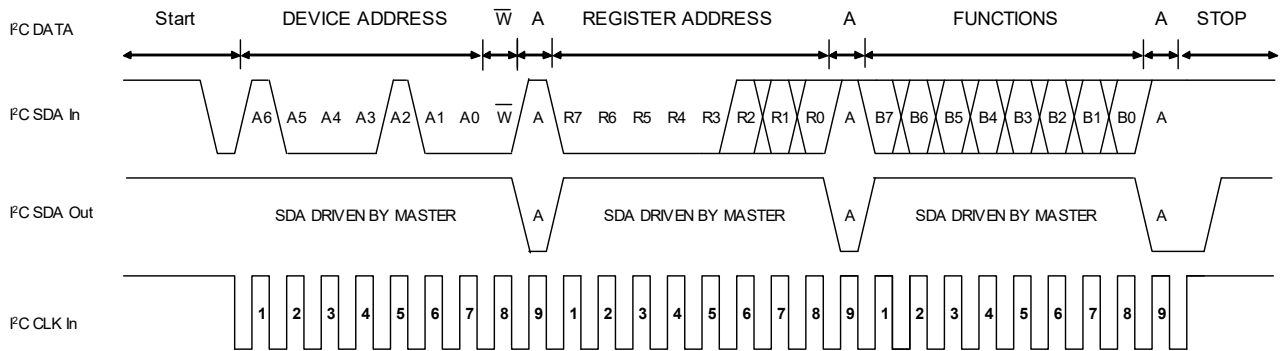 I²C DATA Start DEVICE ADDRESS W̅ A REGISTER ADDRESS A FUNCTIONS A STOP
I²C SDA In A6 A5 A4 A3 A2 A1 A0 W̅ A R7 R6 R5 R4 R3 R2 R1 R0 A B7 B6 B5 B4 B3 B2 B1 B0 A
I²C SDA Out SDA DRIVEN BY MASTER A SDA DRIVEN BY MASTER A SDA DRIVEN BY MASTER A
I²C CLK In 1 2 3 4 5 6 7 8 9 1 2 3 4 5 6 7 8 9 1 2 3 4 5 6 7 8 9